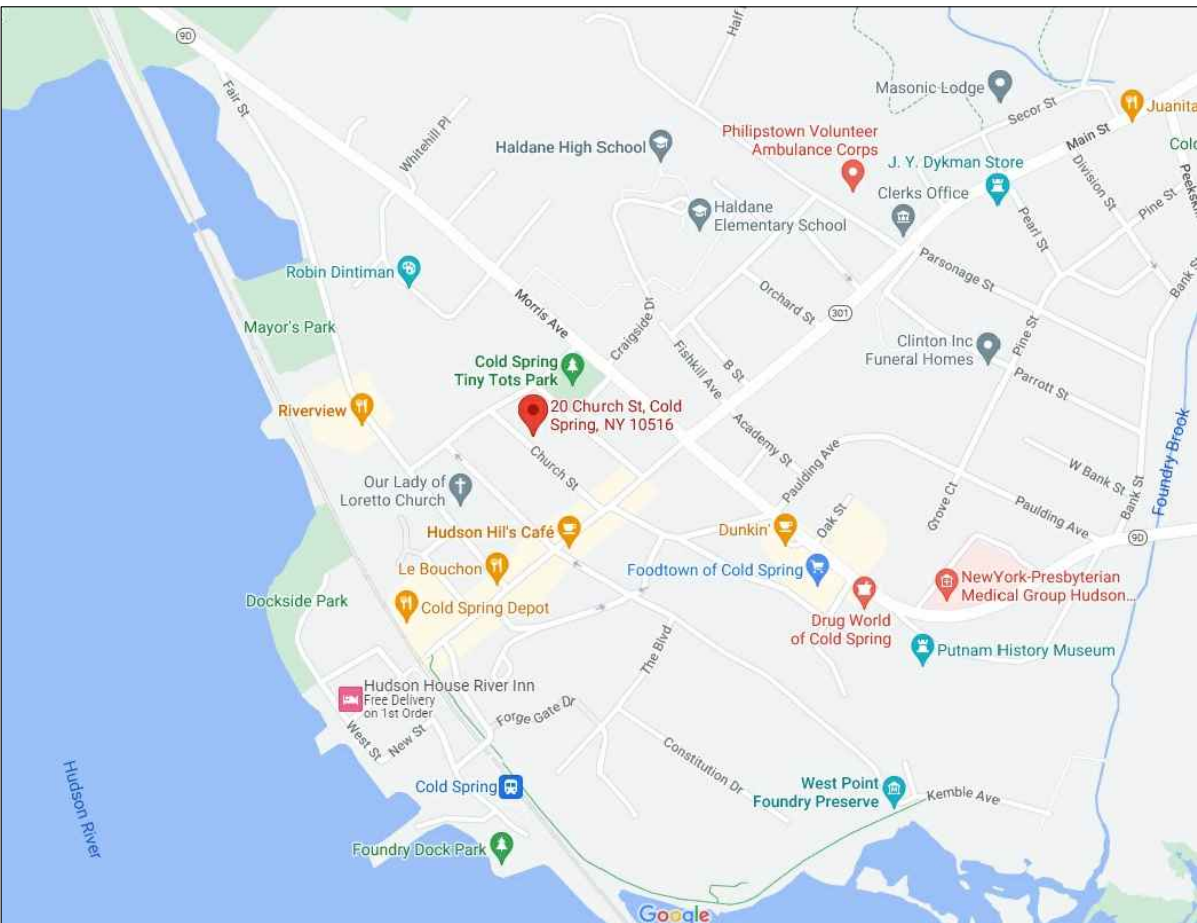 9D
Half
Fair St
Masonic Lodge
Juanita
Secor St
Whitehill Pl
Philipstown Volunteer
Ambulance Corps
Main St
Haldane High School
Colc
J. Y. Dykman Store
Division St
Peekski
Clerks Office
Pine St
Haldane
Elementary School
Pearl St
Parsonage St
Robin Dintiman
Bank S
Orchard St
Morris Ave
301
Craigside Dr
Mayor's Park
Clinton Inc
Funeral Homes
Pine St
Fishkill Ave
B St
Cold Spring
Tiny Tots Park
Parrott St
Riverview
20 Church St, Cold
Spring, NY 10516
Academy St
Foundry Brook
Church St
Paulding Ave
W Bank St
Our Lady of
Loretto Church
Grove Ct
Bank St
Paulding Ave
Oak St
Hudson Hil's Café
Dunkin'
9D
Le Bouchon
Foodtown of Cold Spring
NewYork-Presbyterian
Medical Group Hudson...
Dockside Park
Cold Spring Depot
Drug World
of Cold Spring
The Blvd
Putnam History Museum
Hudson House River Inn
Free Delivery
on 1st Order
Forge Gate Dr
West St
New St
Constitution Dr
Hudson River
Cold Spring
West Point
Foundry Preserve
Kemble Ave
Foundry Dock Park
Google